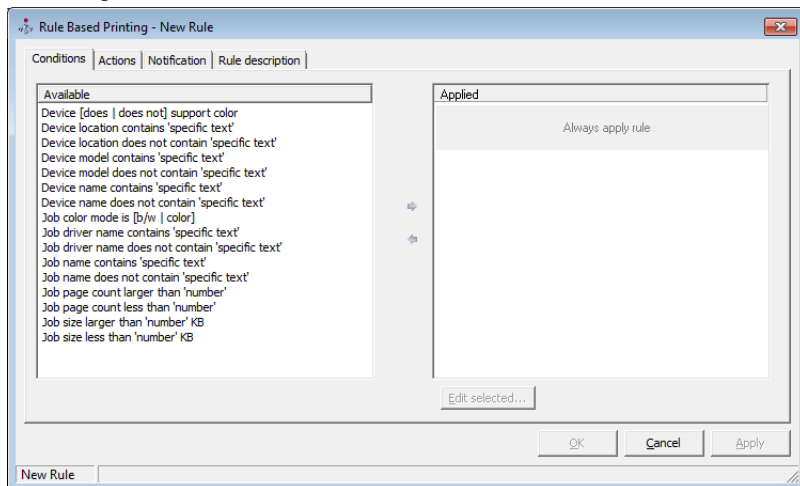 Rule Based Printing - New Rule
Conditions Actions Notification Rule description
Available
Device [does | does not] support color
Device location contains 'specific text'
Device location does not contain 'specific text'
Device model contains 'specific text'
Device model does not contain 'specific text'
Device name contains 'specific text'
Device name does not contain 'specific text'
Job color mode is [b/w | color]
Job driver name contains 'specific text'
Job driver name does not contain 'specific text'
Job name contains 'specific text'
Job name does not contain 'specific text'
Job page count larger than 'number'
Job page count less than 'number'
Job size larger than 'number' KB
Job size less than 'number' KB
Applied
Always apply rule
Edit selected...
OK Cancel Apply
New Rule